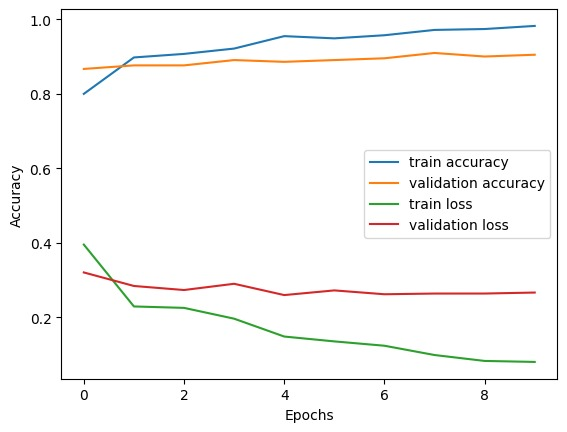 1.0
0.8
0.6
0.4
0.2
Accuracy
train accuracy
validation accuracy
train loss
validation loss
0 2 4 6 8
Epochs